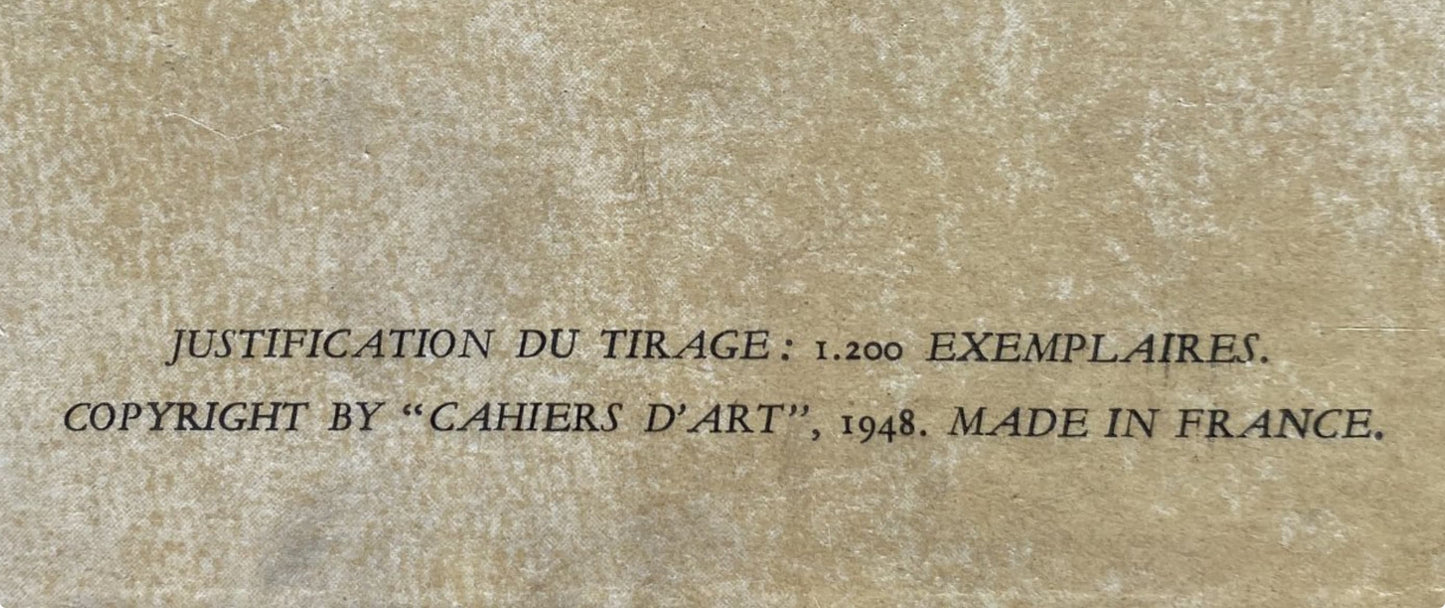 JUSTIFICATION DU TIRAGE : 1.200 EXEMPLAIRES.
COPYRIGHT BY “CAHIERS D’ART”, 1948. MADE IN FRANCE.